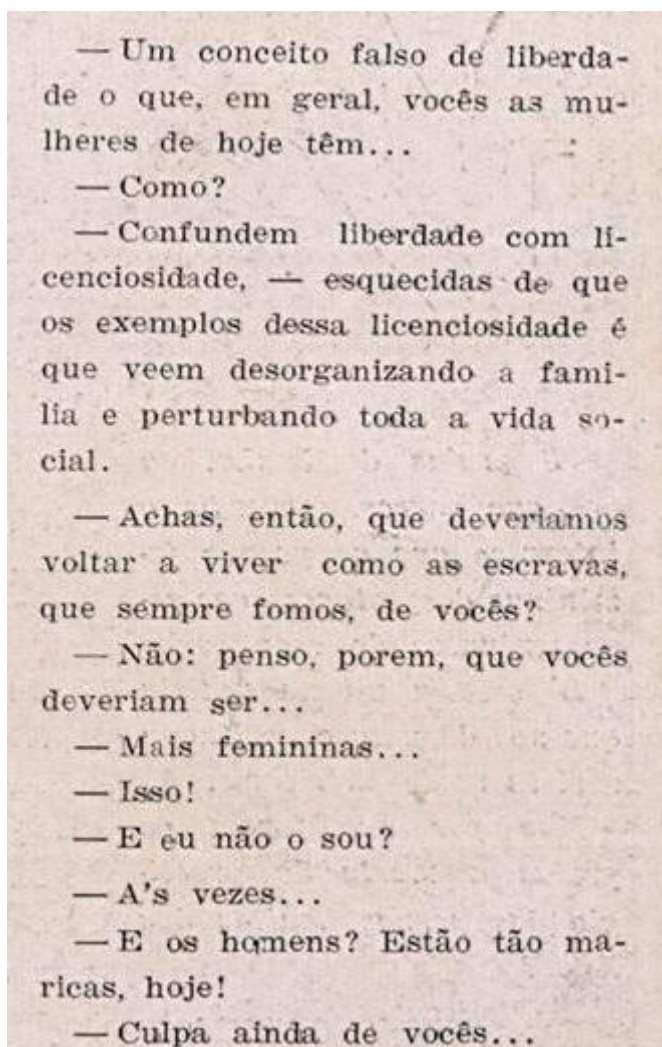 — Um conceito falso de liberda-
de o que, em geral, vocês as mu-
lheres de hoje têm...
— Como?
— Confundem liberdade com li-
cenciosidade, — esquecidas de que
os exemplos dessa licenciosidade é
que veem desorganizando a fami-
lia e perturbando toda a vida so-
cial.
— Achas, então, que deveriamos
voltar a viver como as escravas,
que sempre fomos, de vocês?
— Não: penso, porem, que vocês
deveriam ser...
— Mais femininas...
— Isso!
— E eu não o sou?
— A's vezes...
— E os homens? Estão tão ma-
ricas, hoje!
— Culpa ainda de vocês...